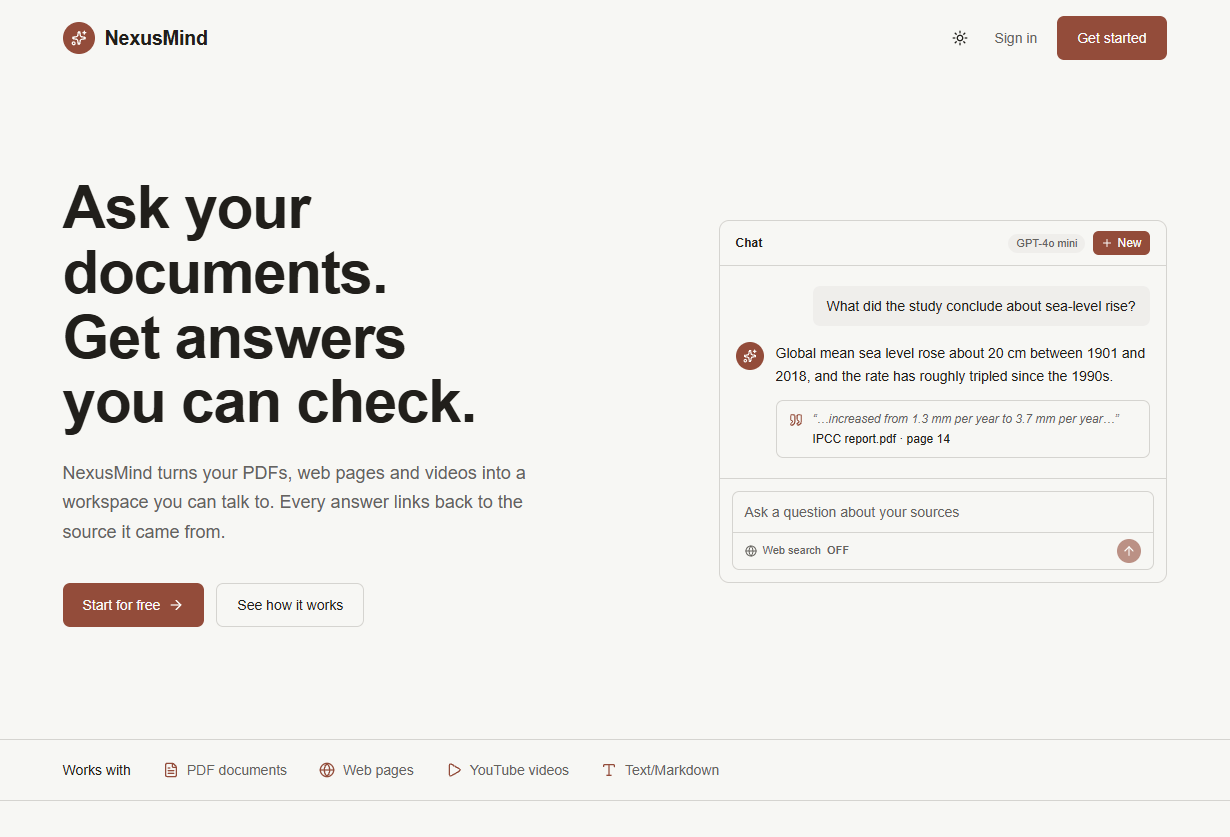 NexusMind
Sign in
Get started
Ask your
documents.
Get answers
you can check.
NexusMind turns your PDFs, web pages and videos into a
workspace you can talk to. Every answer links back to the
source it came from.
Start for free
See how it works
Chat
GPT-4o mini
+ New
What did the study conclude about sea-level rise?
Global mean sea level rose about 20 cm between 1901 and
2018, and the rate has roughly tripled since the 1990s.
“…increased from 1.3 mm per year to 3.7 mm per year…”
IPCC report.pdf · page 14
Ask a question about your sources
Web search OFF
Works with
PDF documents
Web pages
YouTube videos
Text/Markdown